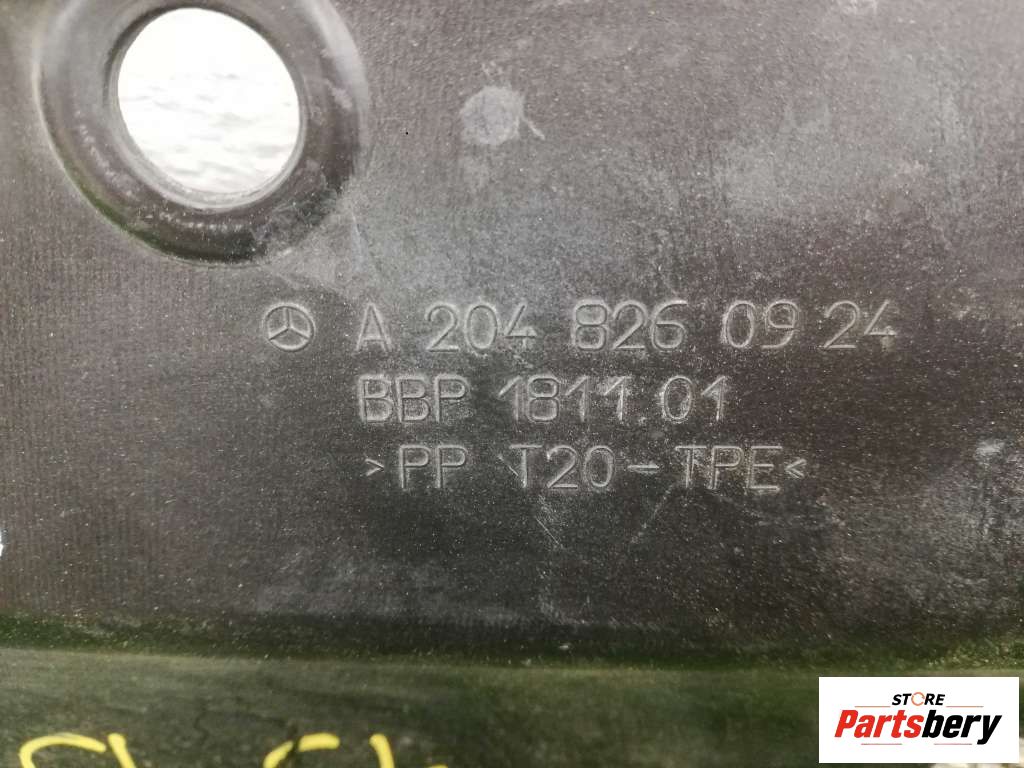 A 204 826 09 24
BBP 1811.01
>PP T20-TPE<
STORE
Partsbery